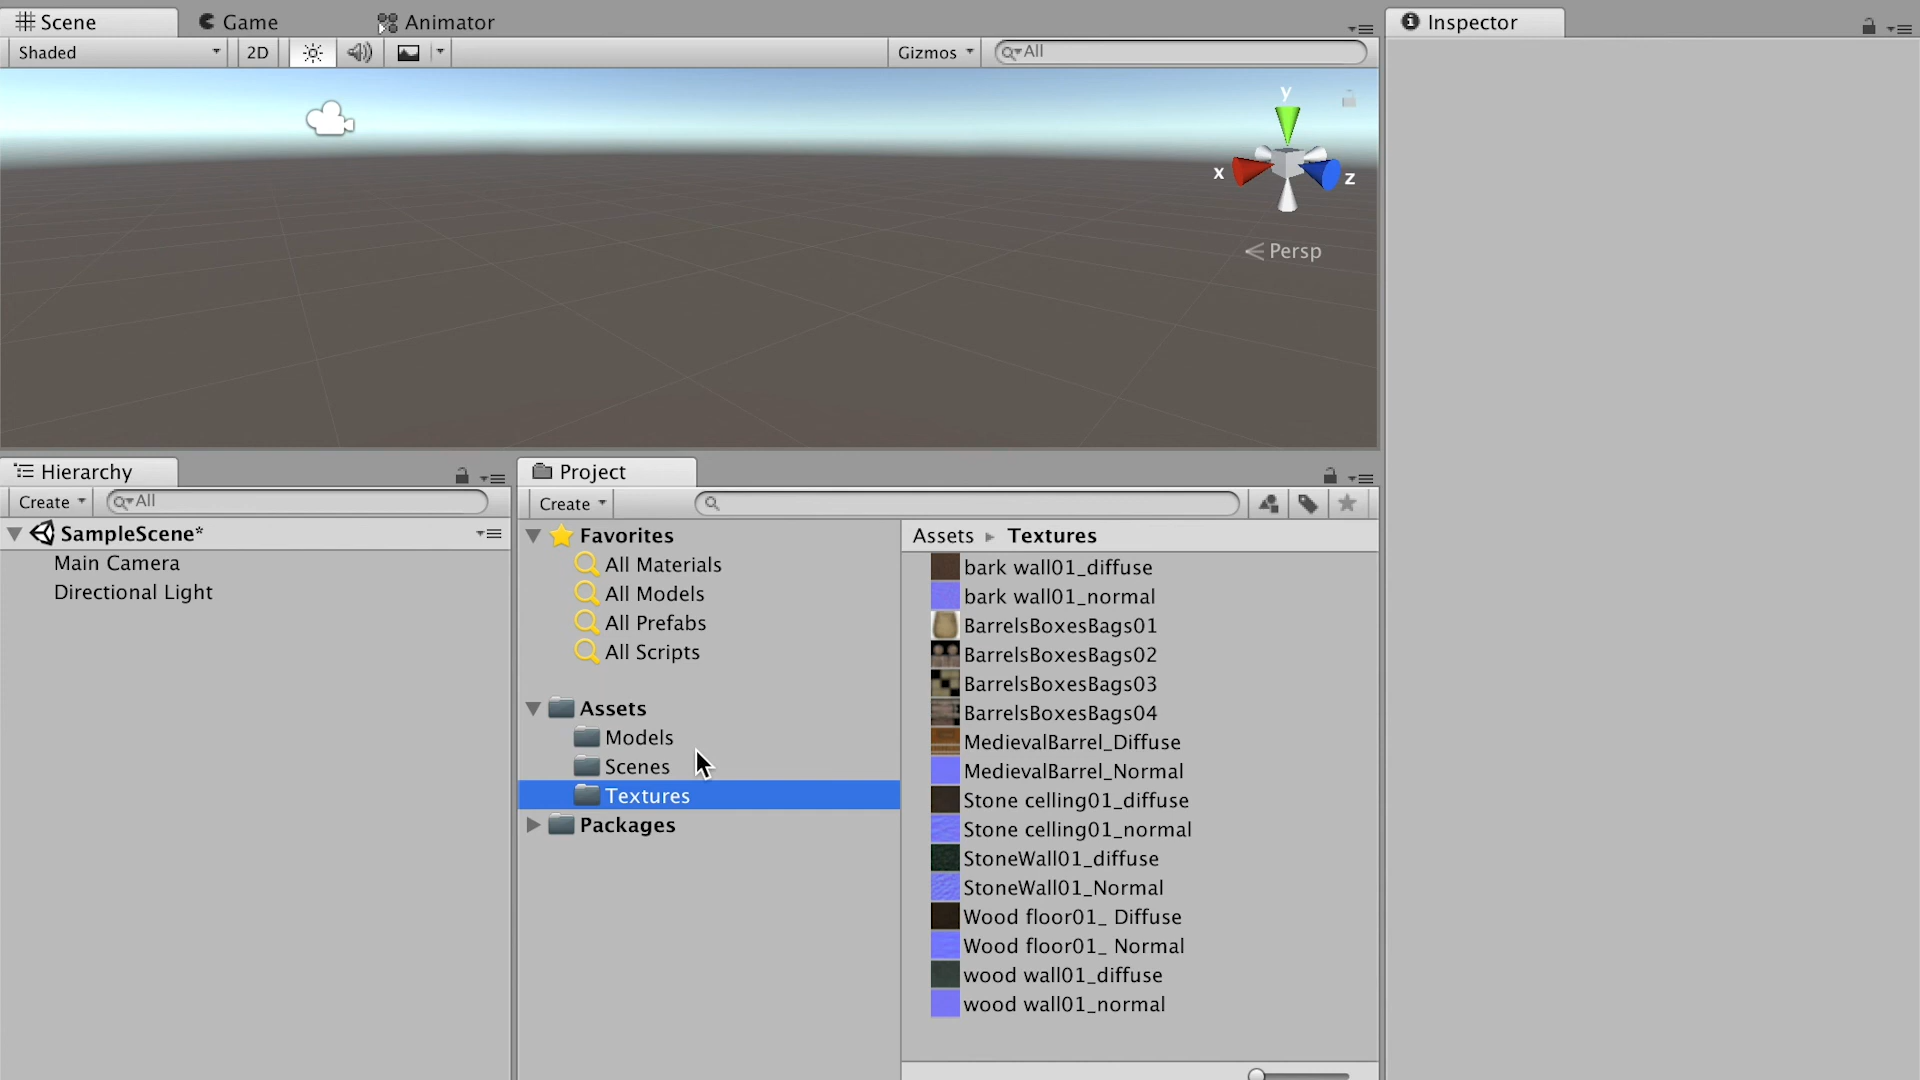 Scene
Game
Animator
Inspector
Shaded
2D
Gizmos
All
y
x
z
Persp
Hierarchy
Project
Create
All
Create
SampleScene*
Main Camera
Directional Light
Favorites
All Materials
All Models
All Prefabs
All Scripts
Assets
Models
Scenes
Textures
Packages
Assets Textures
bark wall01_diffuse
bark wall01_normal
BarrelsBoxesBags01
BarrelsBoxesBags02
BarrelsBoxesBags03
BarrelsBoxesBags04
MedievalBarrel_Diffuse
MedievalBarrel_Normal
Stone celling01_diffuse
Stone celling01_normal
StoneWall01_diffuse
StoneWall01_Normal
Wood floor01_ Diffuse
Wood floor01_ Normal
wood wall01_diffuse
wood wall01_normal